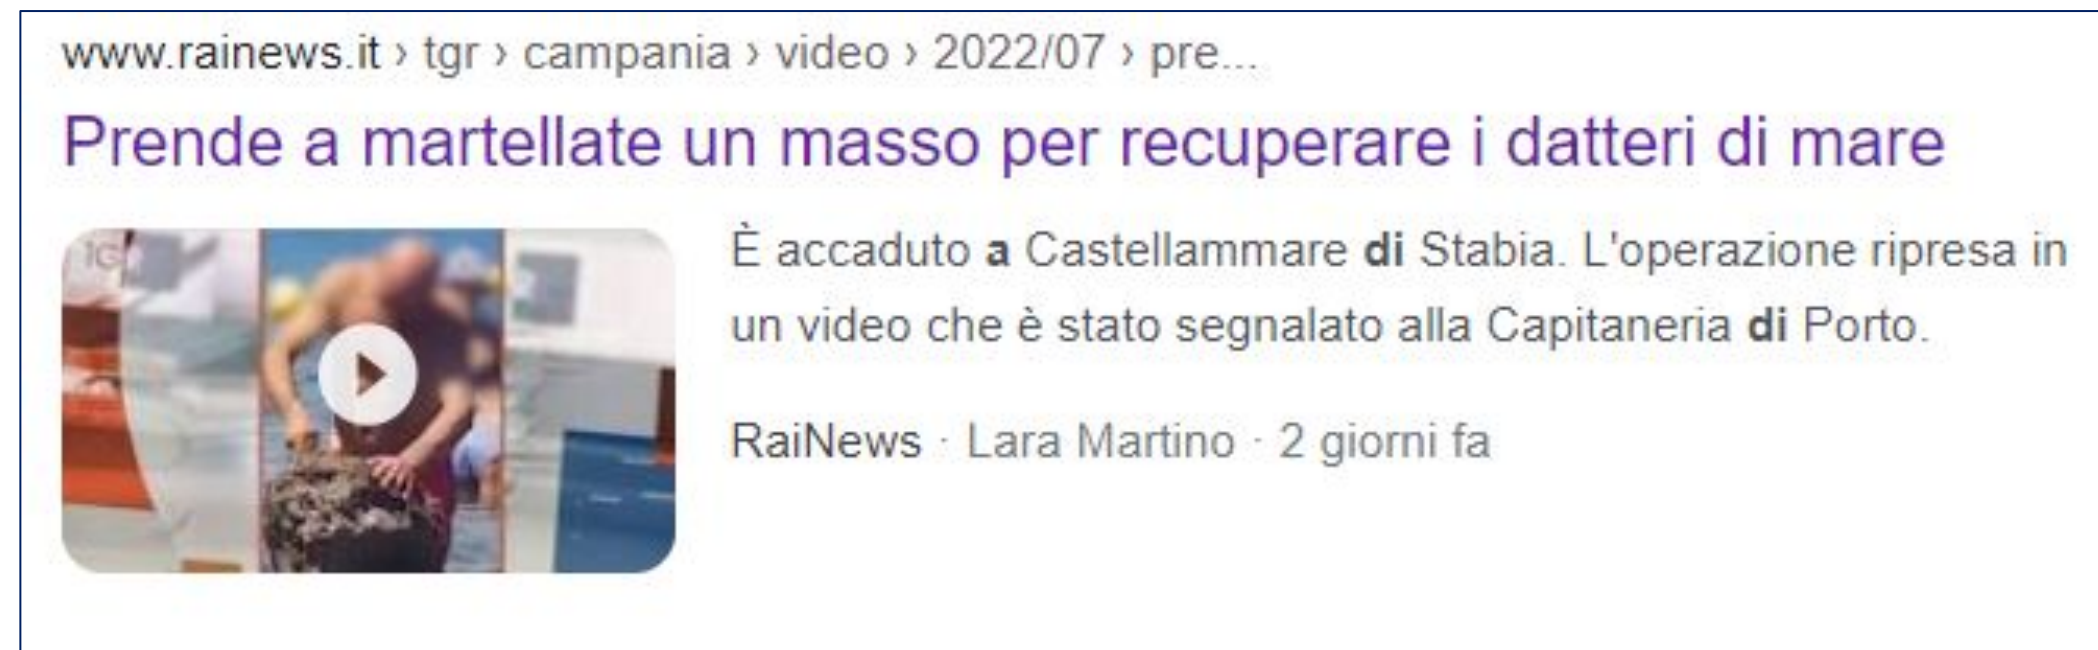 www.rainews.it › tgr › campania › video › 2022/07 › pre...
Prende a martellate un masso per recuperare i datteri di mare
È accaduto a Castellammare di Stabia. L'operazione ripresa in
un video che è stato segnalato alla Capitaneria di Porto.
RaiNews · Lara Martino · 2 giorni fa